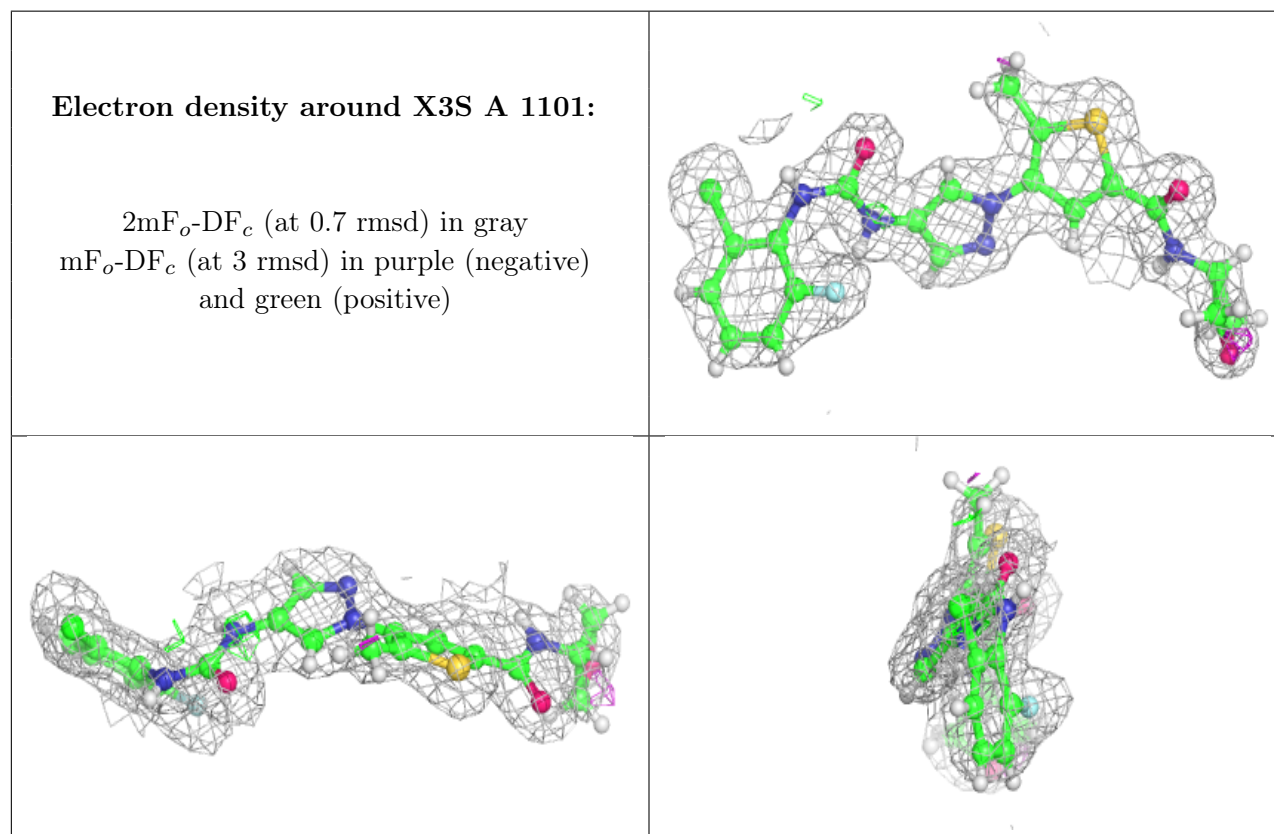 Electron density around X3S A 1101:
2mFo-DFc (at 0.7 rmsd) in gray
mFo-DFc (at 3 rmsd) in purple (negative)
and green (positive)